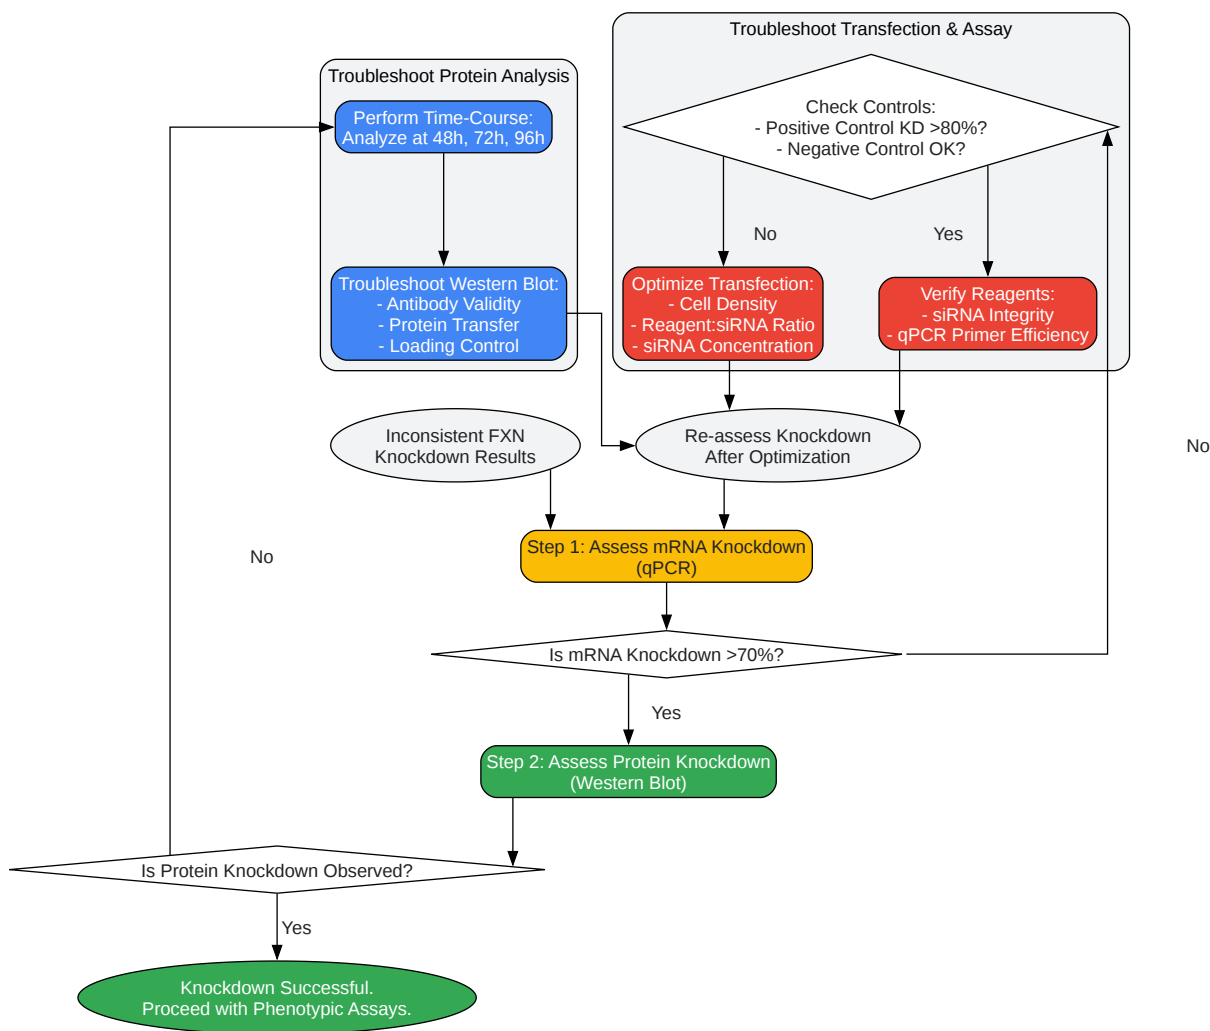 Troubleshoot Transfection & Assay
Troubleshoot Protein Analysis
Perform Time-Course:
Analyze at 48h, 72h, 96h
Check Controls:
- Positive Control KD >80%?
- Negative Control OK?
No
Yes
Troubleshoot Western Blot:
- Antibody Validity
- Protein Transfer
- Loading Control
Optimize Transfection:
- Cell Density
- Reagent:siRNA Ratio
- siRNA Concentration
Verify Reagents:
- siRNA Integrity
- qPCR Primer Efficiency
Inconsistent FXN
Knockdown Results
Re-assess Knockdown
After Optimization
No
No
Step 1: Assess mRNA Knockdown
(qPCR)
Is mRNA Knockdown >70%?
Yes
Step 2: Assess Protein Knockdown
(Western Blot)
Is Protein Knockdown Observed?
Yes
Knockdown Successful.
Proceed with Phenotypic Assays.